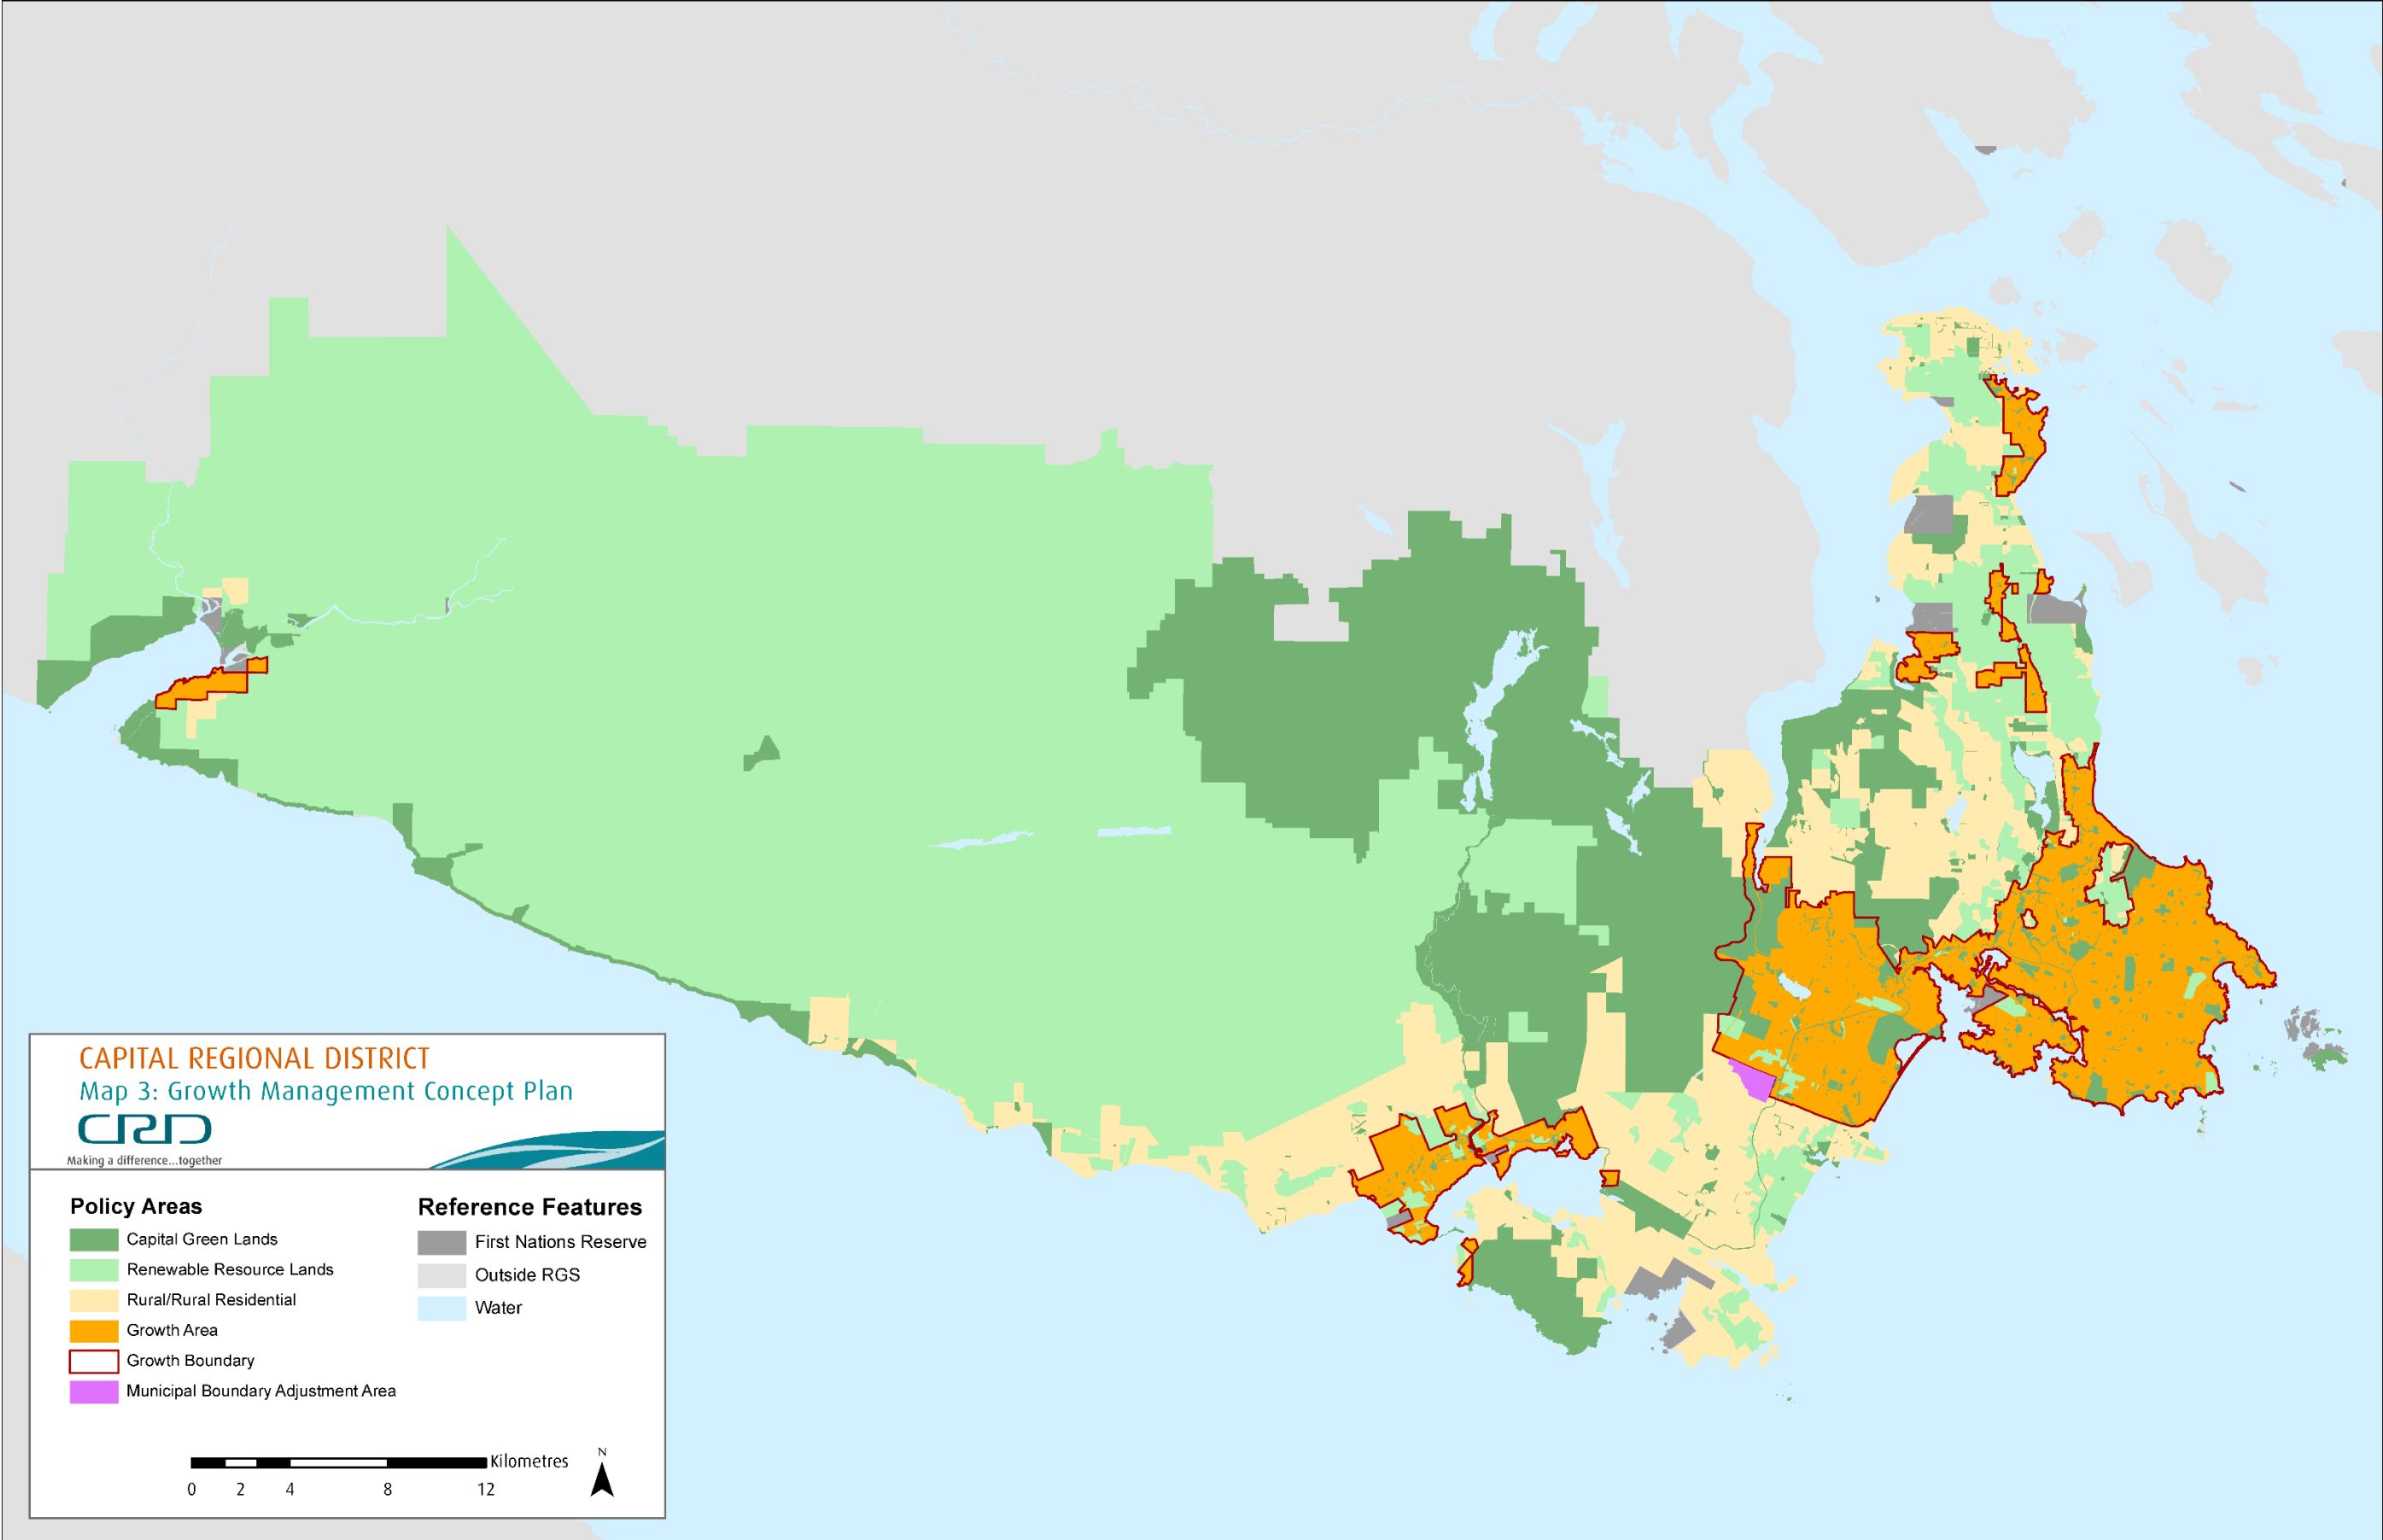 CAPITAL REGIONAL DISTRICT
Map 3: Growth Management Concept Plan
CRD
Making a difference...together
Policy Areas
Capital Green Lands
Renewable Resource Lands
Rural/Rural Residential
Growth Area
Growth Boundary
Municipal Boundary Adjustment Area
Reference Features
First Nations Reserve
Outside RGS
Water
Kilometres
0 2 4 8 12
N